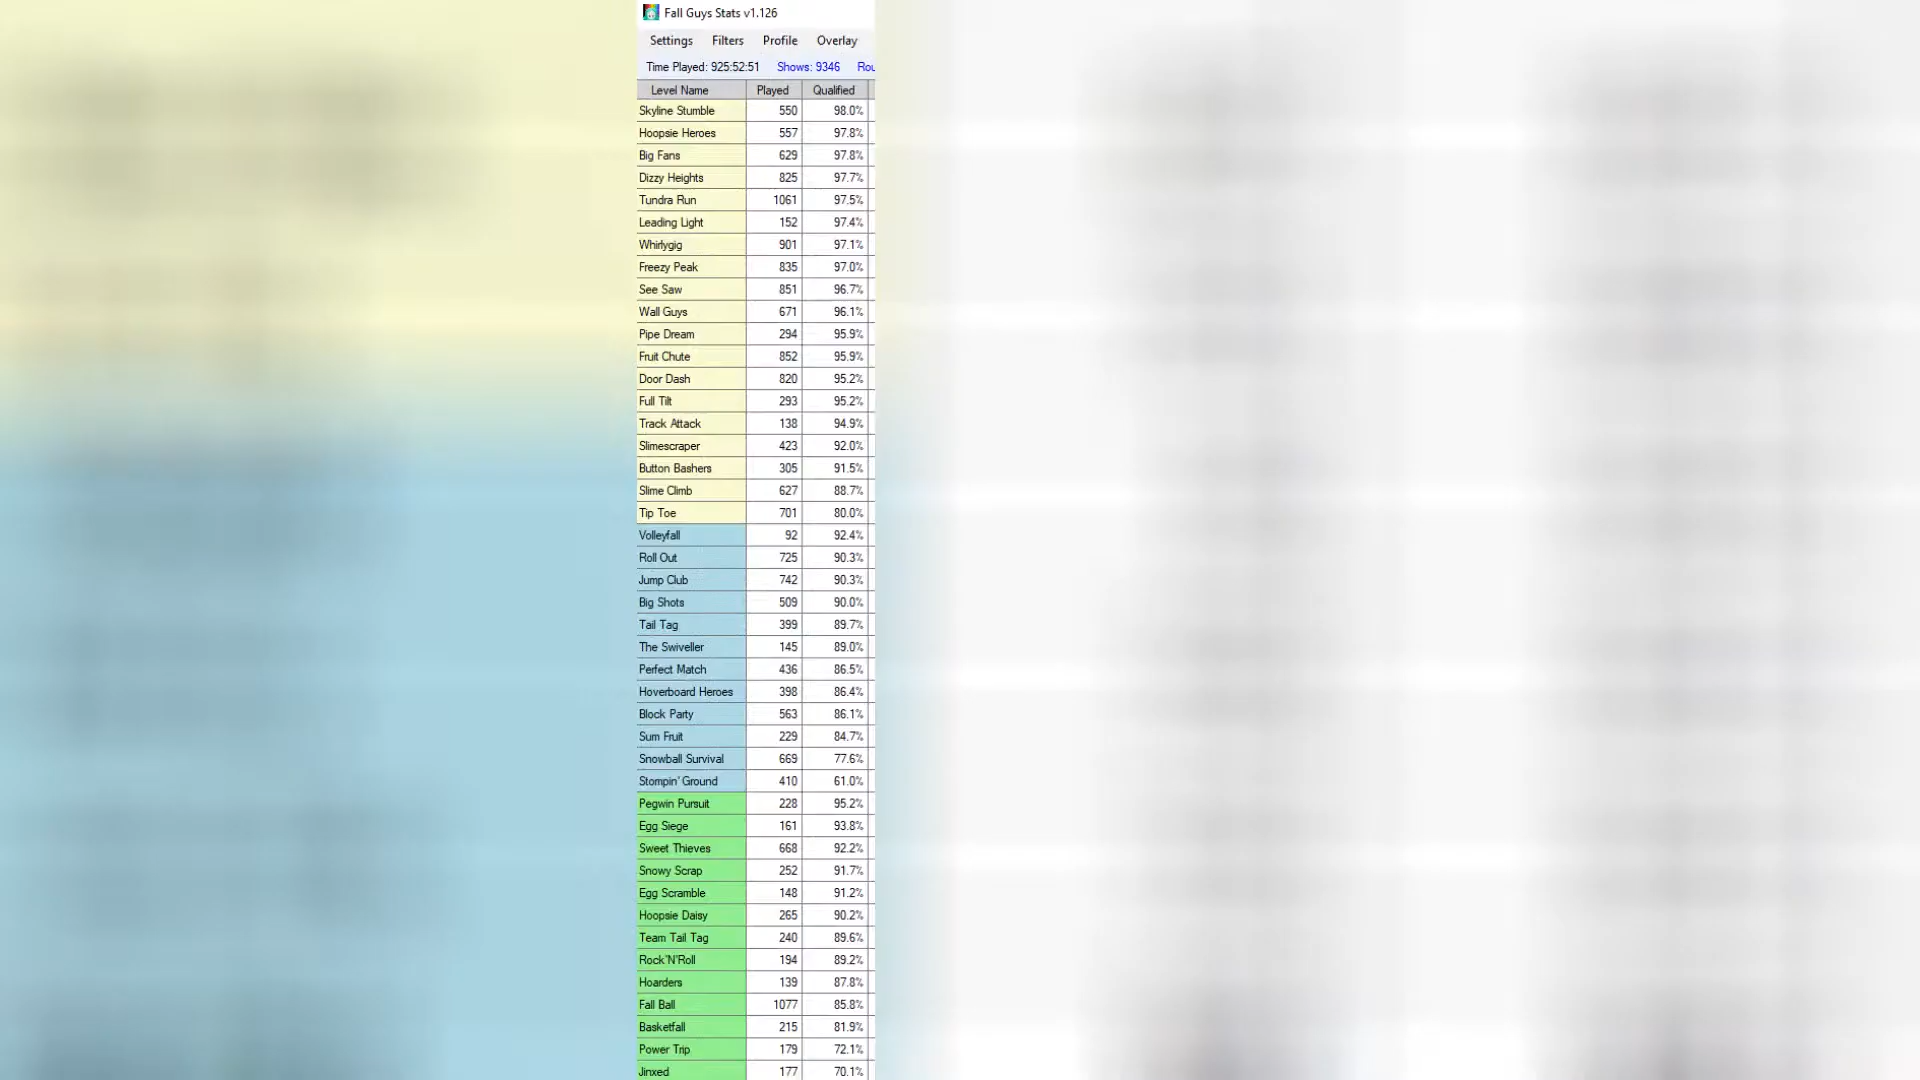 Fall Guys Stats v1.126
Settings Filters Profile Overlay
Time Played: 925:52:51 Shows: 9346
Level Name Played Qualified
Skyline Stumble 550 98.0%
Hoopsie Heroes 557 97.8%
Big Fans 629 97.8%
Dizzy Heights 825 97.7%
Tundra Run 1061 97.5%
Leading Light 152 97.4%
Whirlygig 901 97.1%
Freezy Peak 835 97.0%
See Saw 851 96.7%
Wall Guys 671 96.1%
Pipe Dream 294 95.9%
Fruit Chute 852 95.9%
Door Dash 820 95.2%
Full Tilt 293 95.2%
Track Attack 138 94.9%
Slimescraper 423 92.0%
Button Bashers 305 91.5%
Slime Climb 627 88.7%
Tip Toe 701 80.0%
Volleyfall 92 92.4%
Roll Out 725 90.3%
Jump Club 742 90.3%
Big Shots 509 90.0%
Tail Tag 399 89.7%
The Swiveller 145 89.0%
Perfect Match 436 86.5%
Hoverboard Heroes 398 86.4%
Block Party 563 86.1%
Sum Fruit 229 84.7%
Snowball Survival 669 77.6%
Stompin' Ground 410 61.0%
Pegwin Pursuit 228 95.2%
Egg Siege 161 93.8%
Sweet Thieves 668 92.2%
Snowy Scrap 252 91.7%
Egg Scramble 148 91.2%
Hoopsie Daisy 265 90.2%
Team Tail Tag 240 89.6%
Rock'N'Roll 194 89.2%
Hoarders 139 87.8%
Fall Ball 1077 85.8%
Basketfall 215 81.9%
Power Trip 179 72.1%
Jinxed 177 70.1%